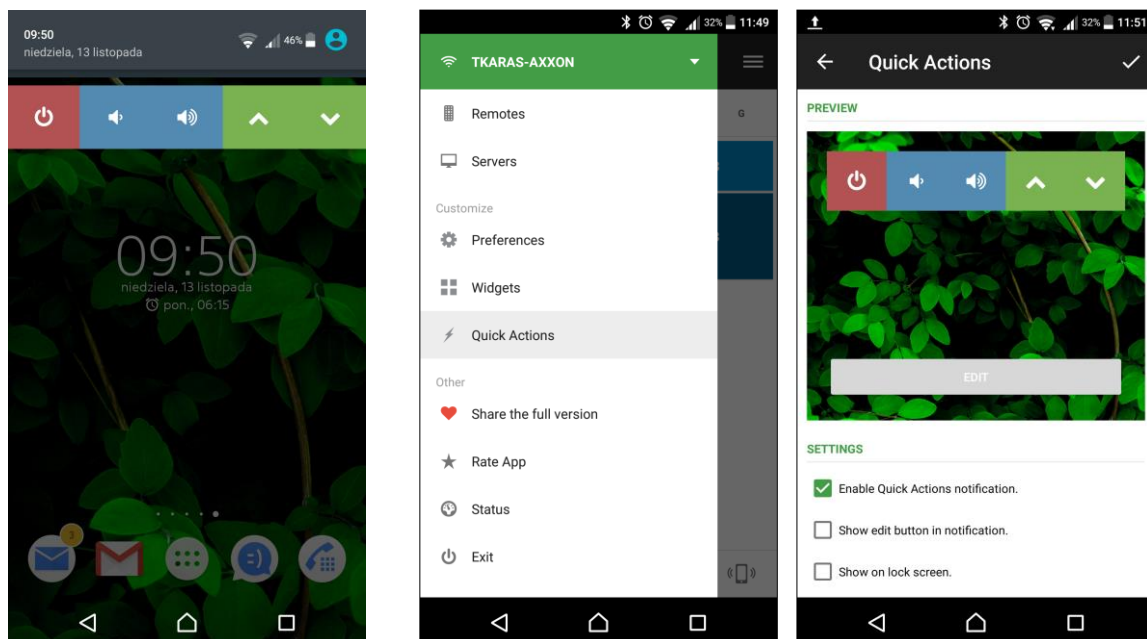 09:50
niedziela, 13 listopada
46%
09:50
niedziela, 13 listopada
pon., 06:15
3
32% 11:49
TKARAS-AXXON
Remotes
G
Servers
Customize
Preferences
Widgets
Quick Actions
Other
Share the full version
Rate App
Status
Exit
32% 11:51
Quick Actions
PREVIEW
EDIT
SETTINGS
Enable Quick Actions notification.
Show edit button in notification.
Show on lock screen.